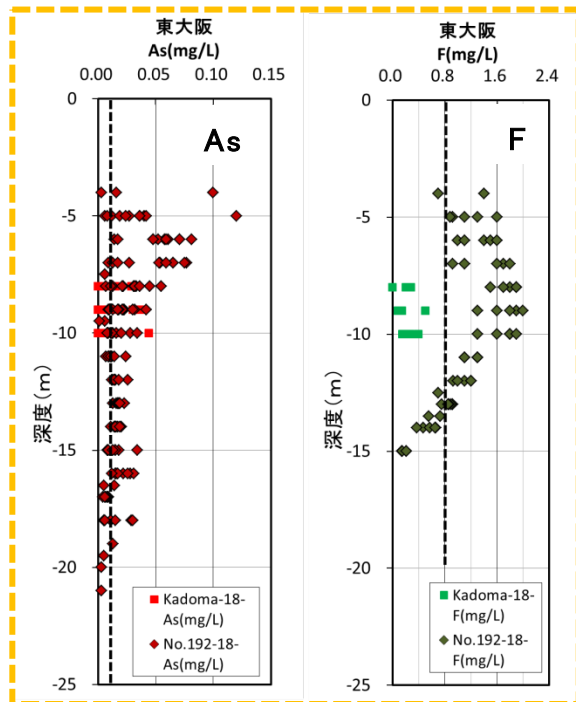 東大阪
As(mg/L)
0.00 0.05 0.10 0.15
0
-5
-10
-15
-20
-25
深度(m)
As
Kadoma-18-
As(mg/L)
No.192-18-
As(mg/L)
東大阪
F(mg/L)
0.0 0.8 1.6 2.4
0
-5
-10
-15
-20
-25
深度(m)
F
Kadoma-18-
F(mg/L)
No.192-18-
F(mg/L)